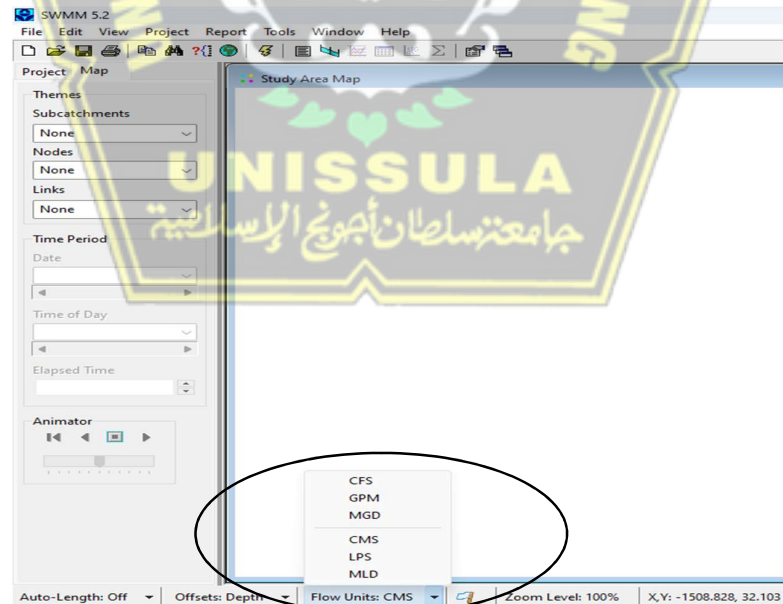 SWMM 5.2
File Edit View Project Report Tools Window Help
Project Map
Study Area Map
Themes
Subcatchments
None
Nodes
None
Links
None
Time Period
Date
Time of Day
Elapsed Time
Animator
UNISSULA
جامعتنسلطان أجونج الإسلامية
NG
CFS
GPM
MGD
CMS
LPS
MLD
Auto-Length: Off Offsets: Depth Flow Units: CMS Zoom Level: 100% X,Y: -1508.828, 32.103